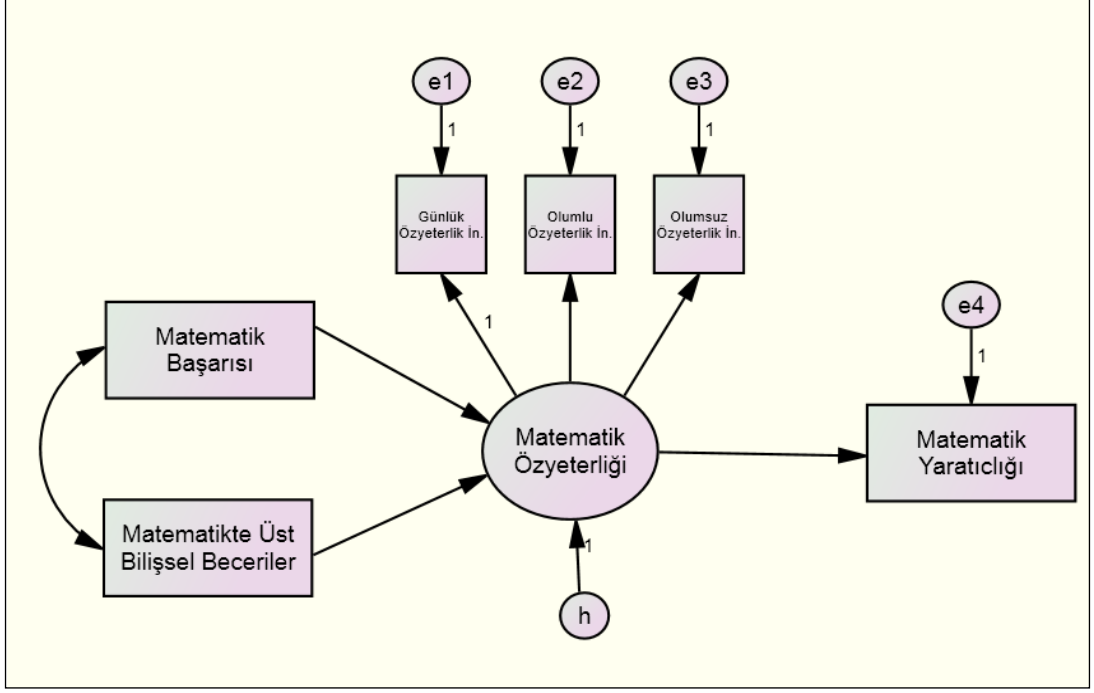 e1
e2
e3
1
1
1
Günlük
Özyeterlik İn.
Olumlu
Özyeterlik İn.
Olumsuz
Özyeterlik İn.
1
e4
1
Matematik
Başarısı
Matematik
Özyeterliği
Matematik
Yaratıclığı
Matematikte Üst
Bilişsel Beceriler
1
h